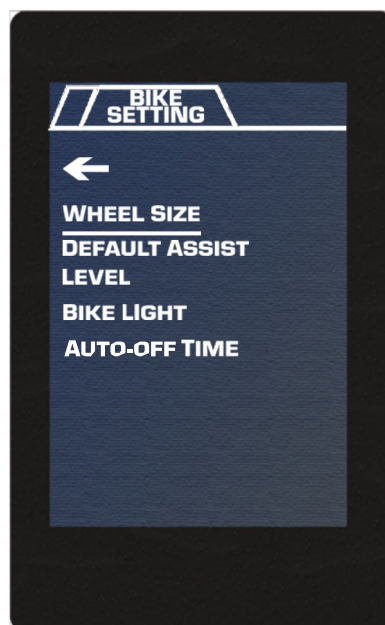 BIKE
SETTING
WHEEL SIZE
DEFAULT ASSIST
LEVEL
BIKE LIGHT
AUTO-OFF TIME